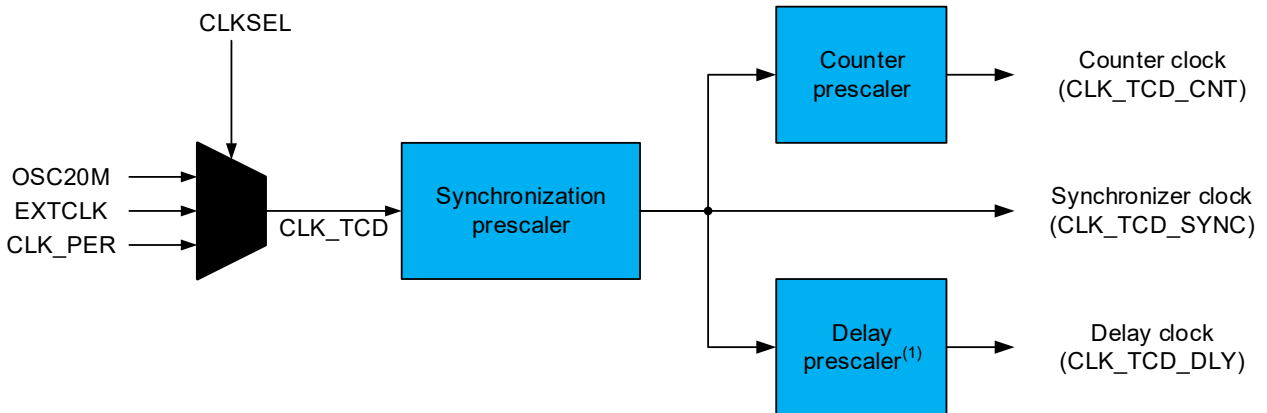 CLKSEL
OSC20M
EXTCLK
CLK_PER
CLK_TCD
Synchronization
prescaler
Counter
prescaler
Counter clock
(CLK_TCD_CNT)
Synchronizer clock
(CLK_TCD_SYNC)
Delay
prescaler(1)
Delay clock
(CLK_TCD_DLY)